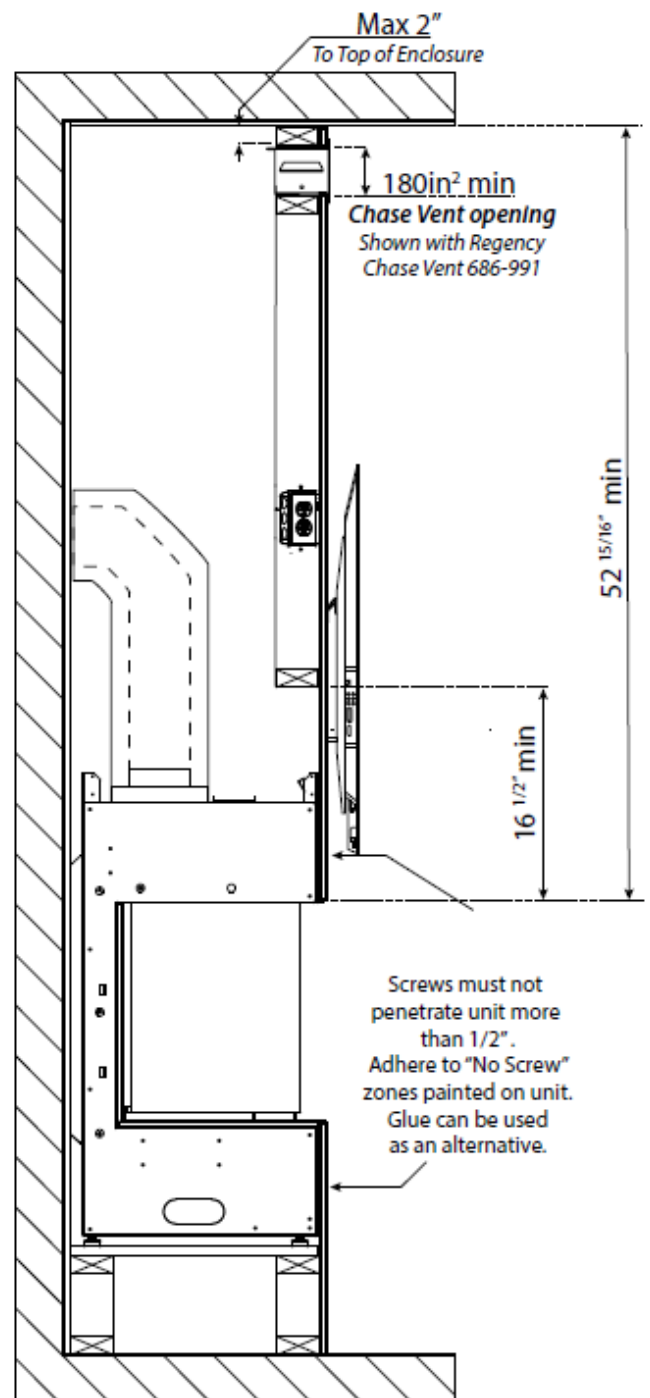 Max 2"
To Top of Enclosure
180in² min
Chase Vent opening
Shown with Regency
Chase Vent 686-991
52 15/16" min
16 1/2" min
Screws must not
penetrate unit more
than 1/2" .
Adhere to "No Screw"
zones painted on unit.
Glue can be used
as an alternative.